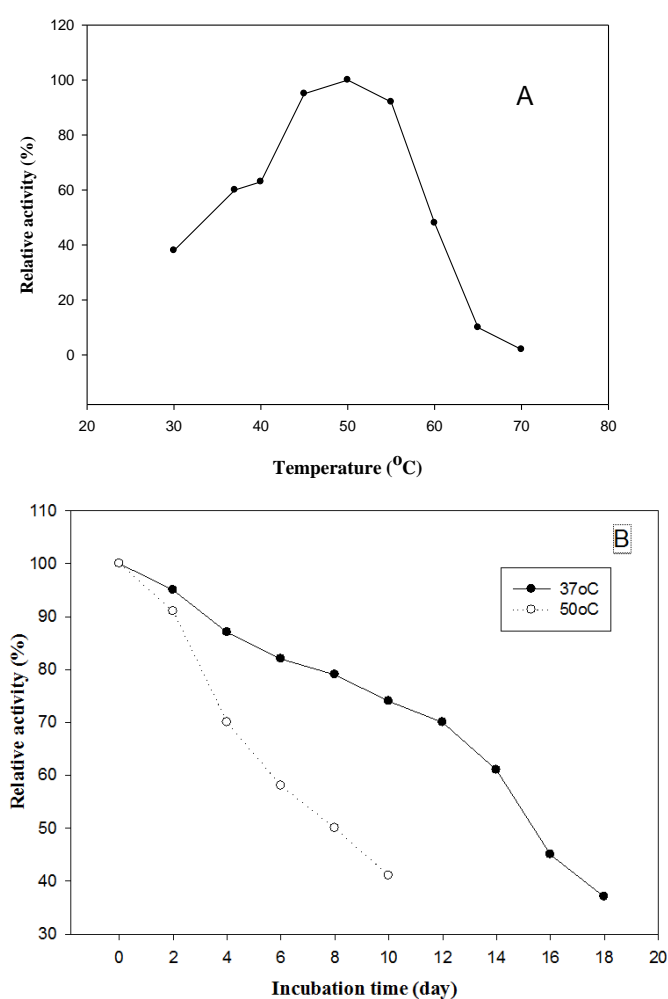 120
100
80
60
40
20
0
Relative activity (%)
A
20 30 40 50 60 70 80
Temperature (°C)
110
100
90
80
70
60
50
40
30
Relative activity (%)
B
37oC
50oC
0 2 4 6 8 10 12 14 16 18 20
Incubation time (day)